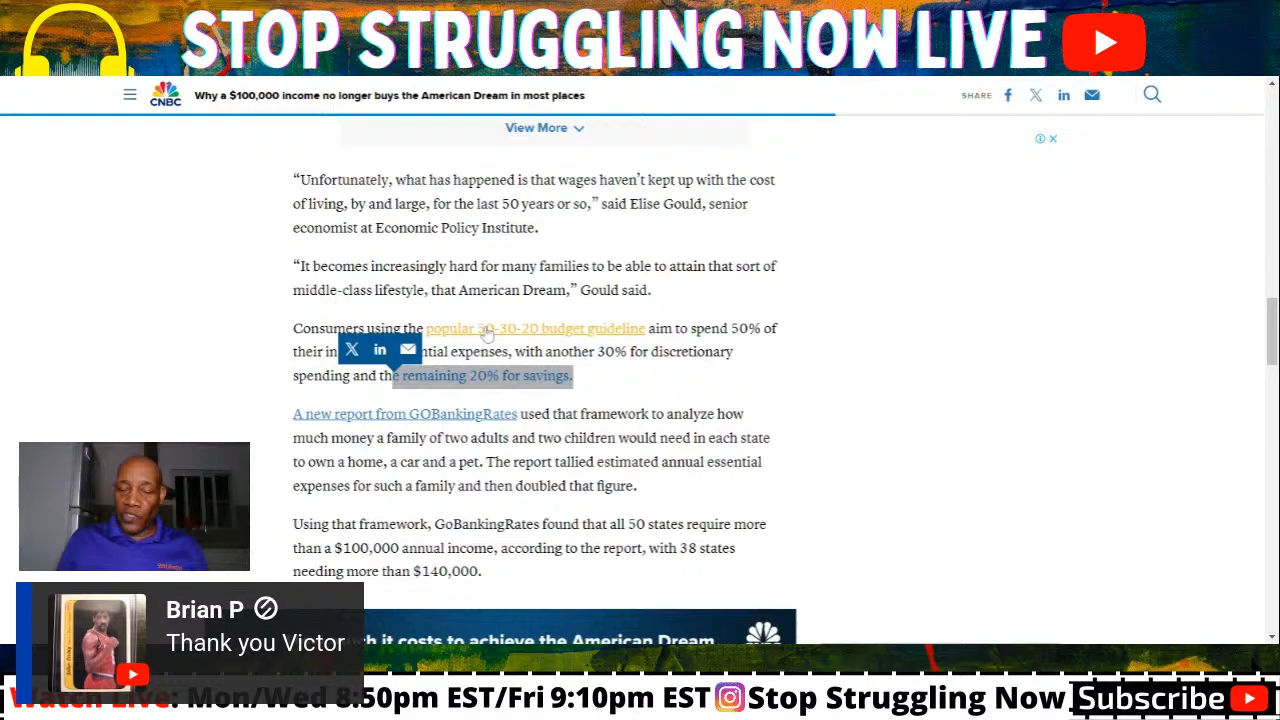 STOP STRUGGLING NOW LIVE
CNBC
Why a $100,000 income no longer buys the American Dream in most places
SHARE
View More
“Unfortunately, what has happened is that wages haven’t kept up with the cost
of living, by and large, for the last 50 years or so,” said Elise Gould, senior
economist at Economic Policy Institute.
“It becomes increasingly hard for many families to be able to attain that sort of
middle-class lifestyle, that American Dream,” Gould said.
Consumers using the popular 50-30-20 budget guideline aim to spend 50% of
their in ential expenses, with another 30% for discretionary
spending and the remaining 20% for savings.
A new report from GOBankingRates used that framework to analyze how
much money a family of two adults and two children would need in each state
to own a home, a car and a pet. The report tallied estimated annual essential
expenses for such a family and then doubled that figure.
Using that framework, GoBankingRates found that all 50 states require more
than a $100,000 annual income, according to the report, with 38 states
needing more than $140,000.
it costs to achieve the American Dream
Brian P
Thank you Victor
Watch Live: Mon/Wed 8:50pm EST/Fri 9:10pm EST Stop Struggling Now Subscribe